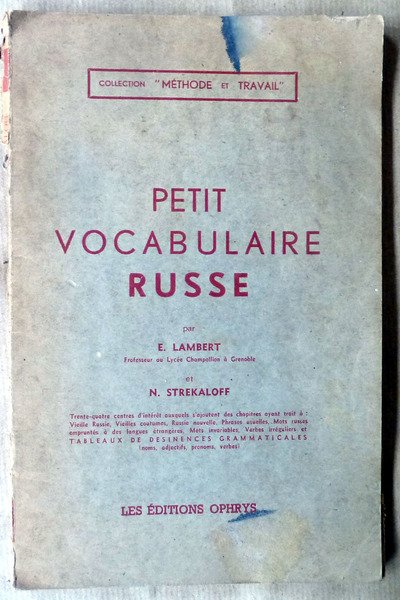 COLLECTION "MÉTHODE ET TRAVAIL"
PETIT
VOCABULAIRE
RUSSE
par
E. LAMBERT
Professeur au Lycée Champollion à Grenoble
et
N. STREKALOFF
Trente-quatre centres d'intérêt auxquels s'ajoutent des chapitres ayant trait à :
Vieille Russie, Vieilles coutumes, Russie nouvelle, Phrases usuelles, Mots russes
empruntés à des langues étrangères, Mots invariables, Verbes irréguliers et
TABLEAUX DE DESINENCES GRAMMATICALES
(noms, adjectifs, pronoms, verbes)
LES ÉDITIONS OPHRYS